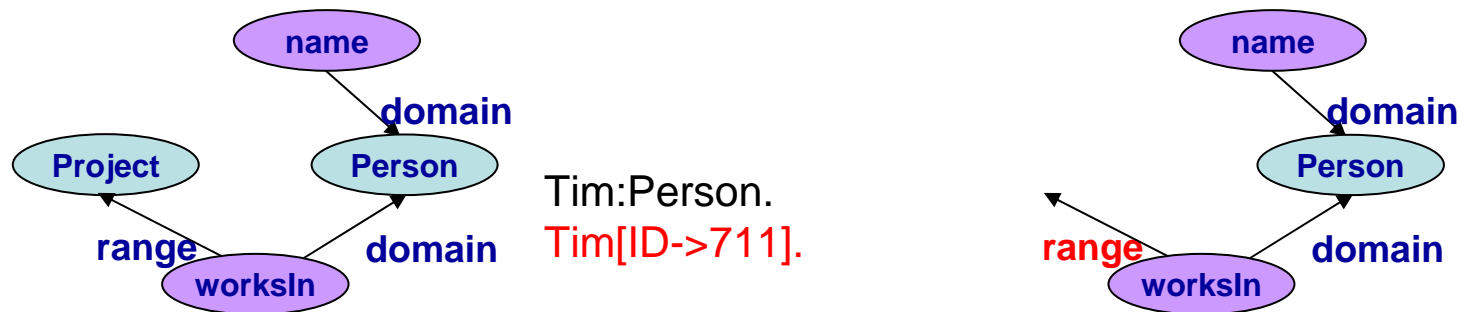 name
domain
Project
Person
range
domain
worksIn
Tim:Person.
Tim[ID->711].
name
domain
Person
range
domain
worksIn